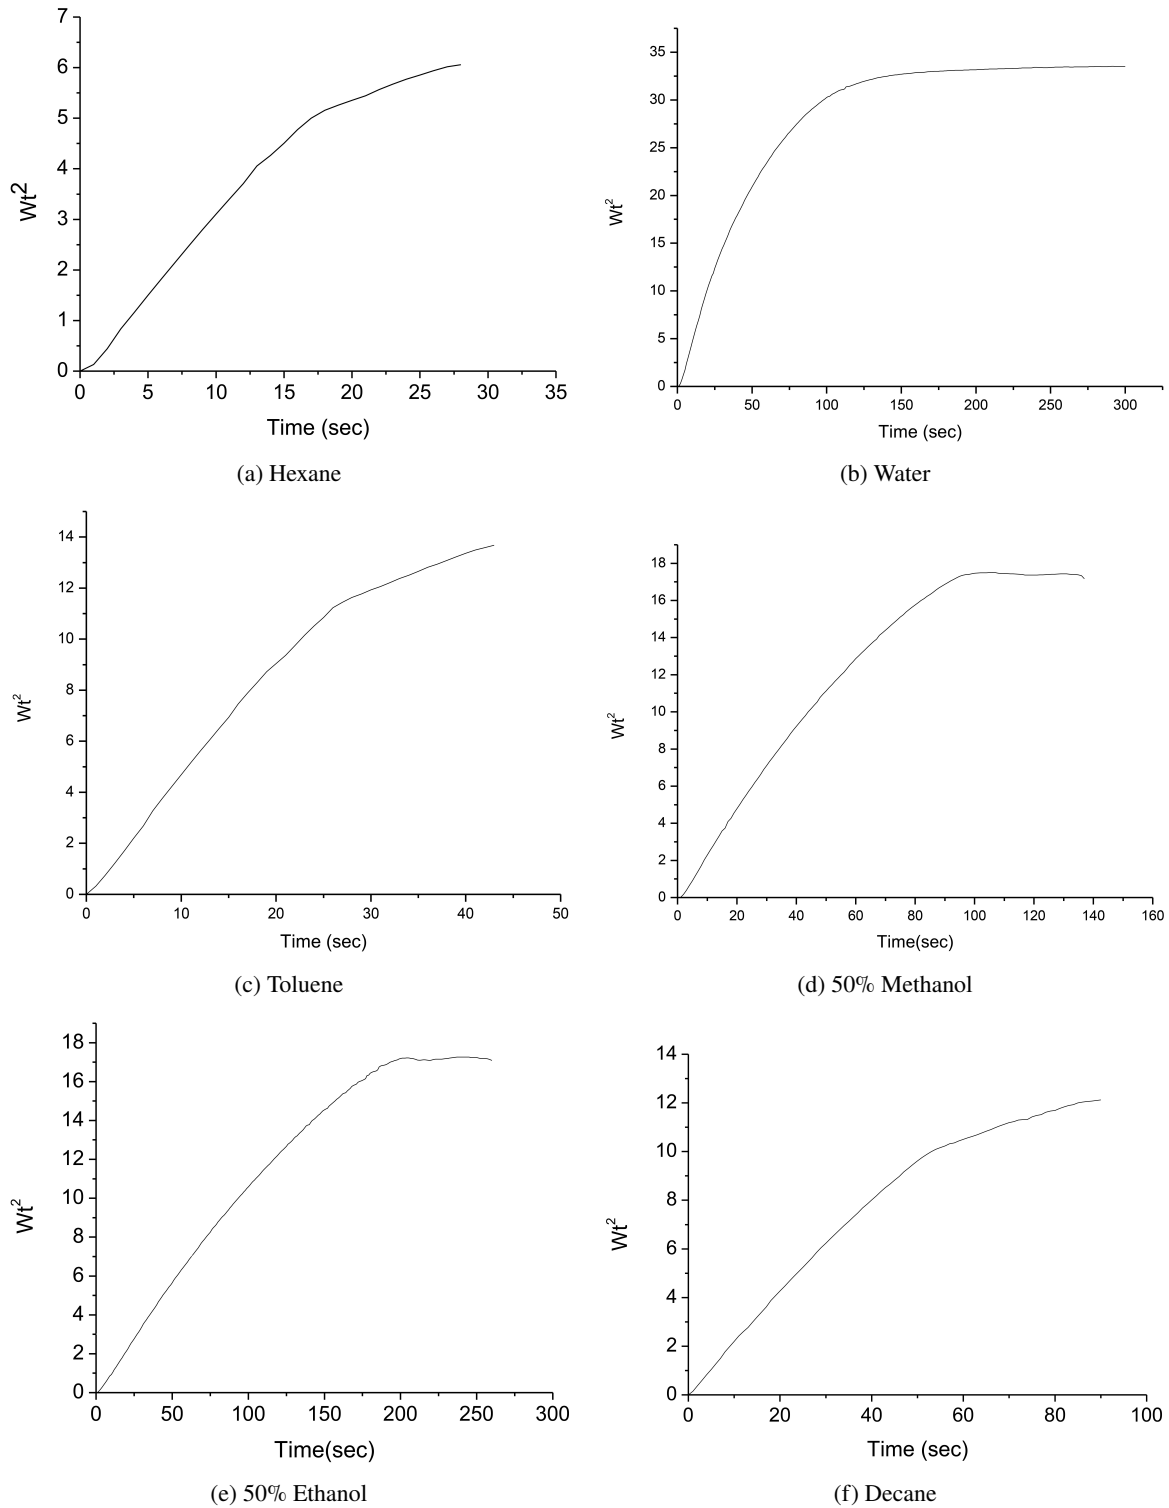 7
6
5
4
3
2
1
0
Wt2
0 5 10 15 20 25 30 35
Time (sec)
(a) Hexane
35
30
25
20
15
10
5
0
Wt2
0 50 100 150 200 250 300
Time (sec)
(b) Water
14
12
10
8
6
4
2
0
Wt2
0 10 20 30 40 50
Time (sec)
(c) Toluene
18
16
14
12
10
8
6
4
2
0
Wt2
0 20 40 60 80 100 120 140 160
Time(sec)
(d) 50% Methanol
18
16
14
12
10
8
6
4
2
0
Wt2
0 50 100 150 200 250 300
Time(sec)
(e) 50% Ethanol
14
12
10
8
6
4
2
0
Wt2
0 20 40 60 80 100
Time (sec)
(f) Decane